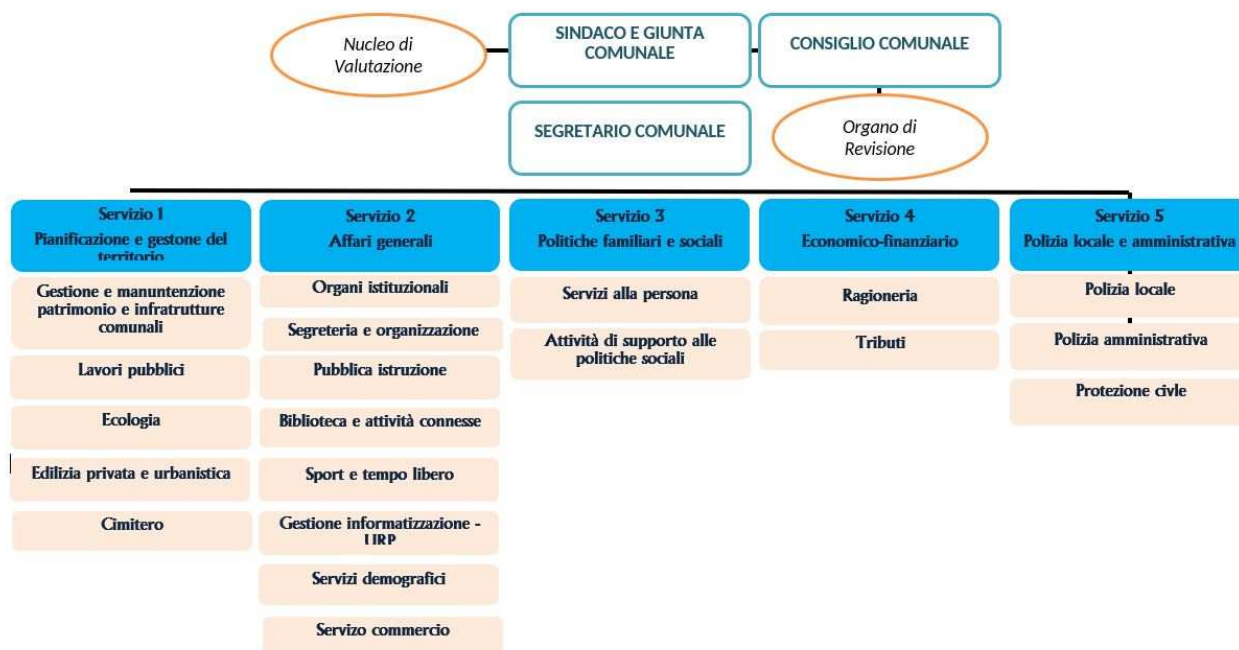 Nucleo di
Valutazione
SINDACO E GIUNTA
COMUNALE
CONSIGLIO COMUNALE
SEGRETARIO COMUNALE
Organo di
Revisione
Servizio 1
Pianificazione e gestone del
territorio
Gestione e manuntenzione
patrimonio e infratrutture
comunali
Lavori pubblici
Ecologia
Edilizia privata e urbanistica
Cimitero
Servizio 2
Affari generali
Organi istituzionali
Segreteria e organizzazione
Pubblica istruzione
Biblioteca e attività connesse
Sport e tempo libero
Gestione informatizzazione -
URP
Servizi demografici
Servizo commercio
Servizio 3
Politiche familiari e sociali
Servizi alla persona
Attività di supporto alle
politiche sociali
Servizio 4
Economico-finanziario
Ragioneria
Tributi
Servizio 5
Polizia locale e amministrativa
Polizia locale
Polizia amministrativa
Protezione civle